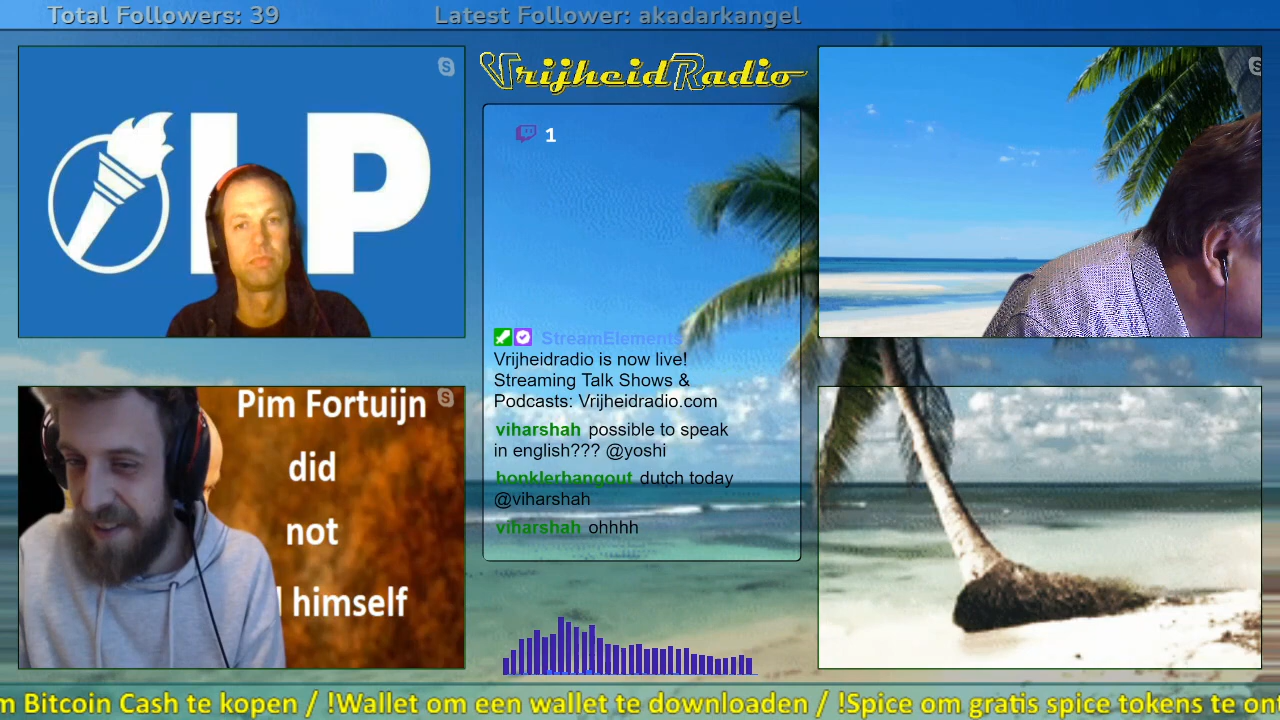 Total Followers: 39
Latest Follower: akadarkangel
VrijheidRadio
LP
1
StreamElements
Vrijheidradio is now live!
Streaming Talk Shows &
Podcasts: Vrijheidradio.com
viharshah possible to speak
in english??? @yoshi
honklerhangout dutch today
@viharshah
viharshah ohhhh
Pim Fortuijn
did
not
himself
Bitcoin Cash te kopen / !Wallet om een wallet te downloaden / !Spice om gratis spice tokens te